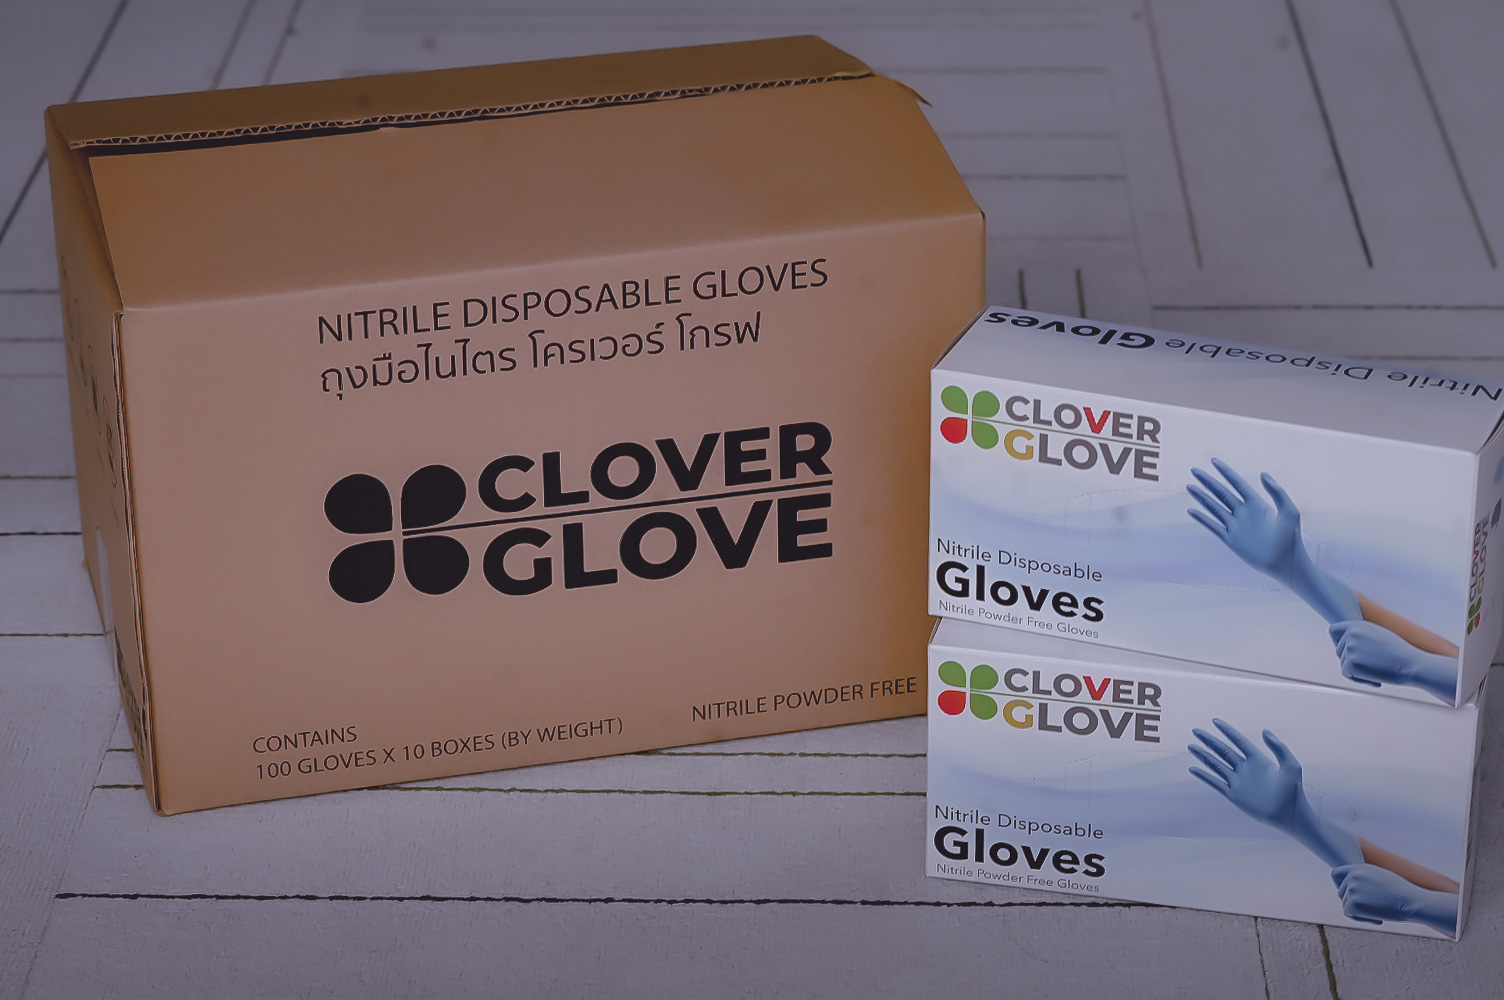 NITRILE DISPOSABLE GLOVES
ถุงมือไนไตร โครเวอร์ โกรฟ
CLOVER
GLOVE
CONTAINS
100 GLOVES X 10 BOXES (BY WEIGHT)
NITRILE POWDER FREE
Nitrile Disposable Gloves
CLOVER
GLOVE
Nitrile Disposable
Gloves
Nitrile Powder Free Gloves
CLOVER
GLOVE
CLOVER
GLOVE
Nitrile Disposable
Gloves
Nitrile Powder Free Gloves